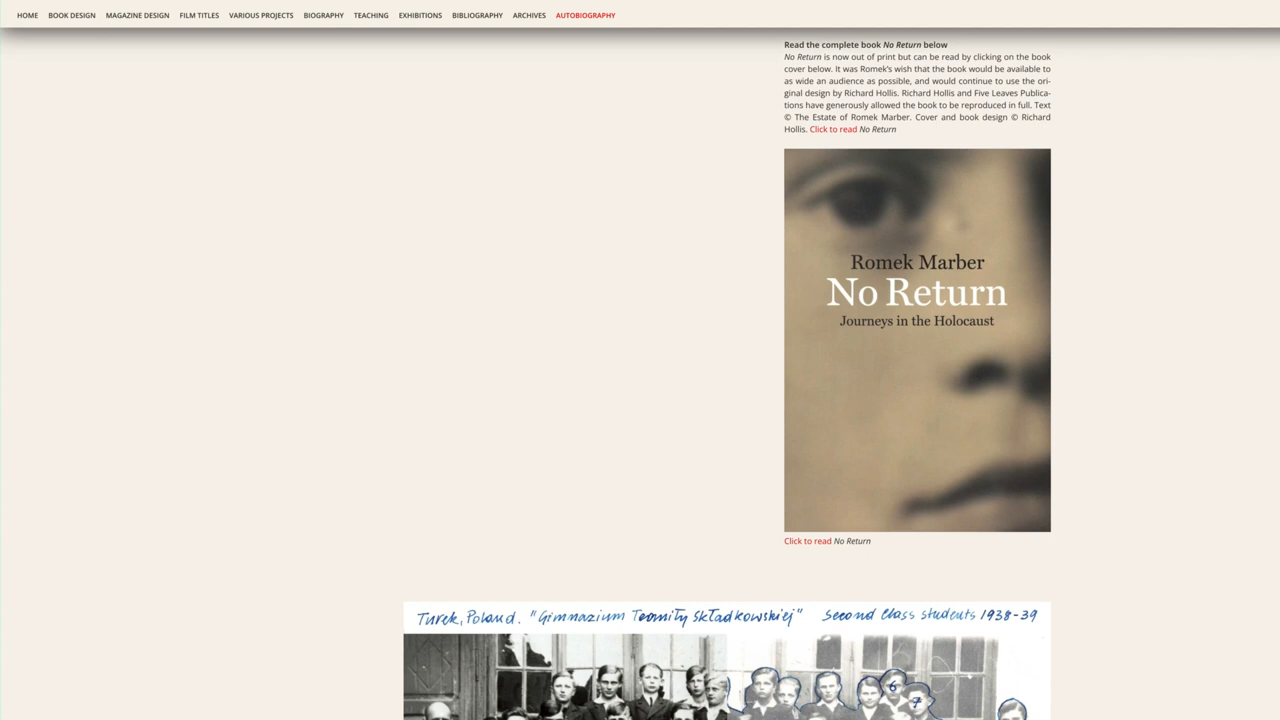 HOME BOOK DESIGN MAGAZINE DESIGN FILM TITLES VARIOUS PROJECTS BIOGRAPHY TEACHING EXHIBITIONS BIBLIOGRAPHY ARCHIVES AUTOBIOGRAPHY
Read the complete book No Return below
No Return is now out of print but can be read by clicking on the book
cover below. It was Romek's wish that the book would be available to
as wide an audience as possible, and would continue to use the ori-
ginal design by Richard Hollis. Richard Hollis and Five Leaves Publica-
tions have generously allowed the book to be reproduced in full. Text
© The Estate of Romek Marber. Cover and book design © Richard
Hollis. Click to read No Return
Romek Marber
No Return
Journeys in the Holocaust
Click to read No Return
Turek, Poland. "Gimnazium Teomiły Składkowskiej" Second Class students 1938-39
6
7